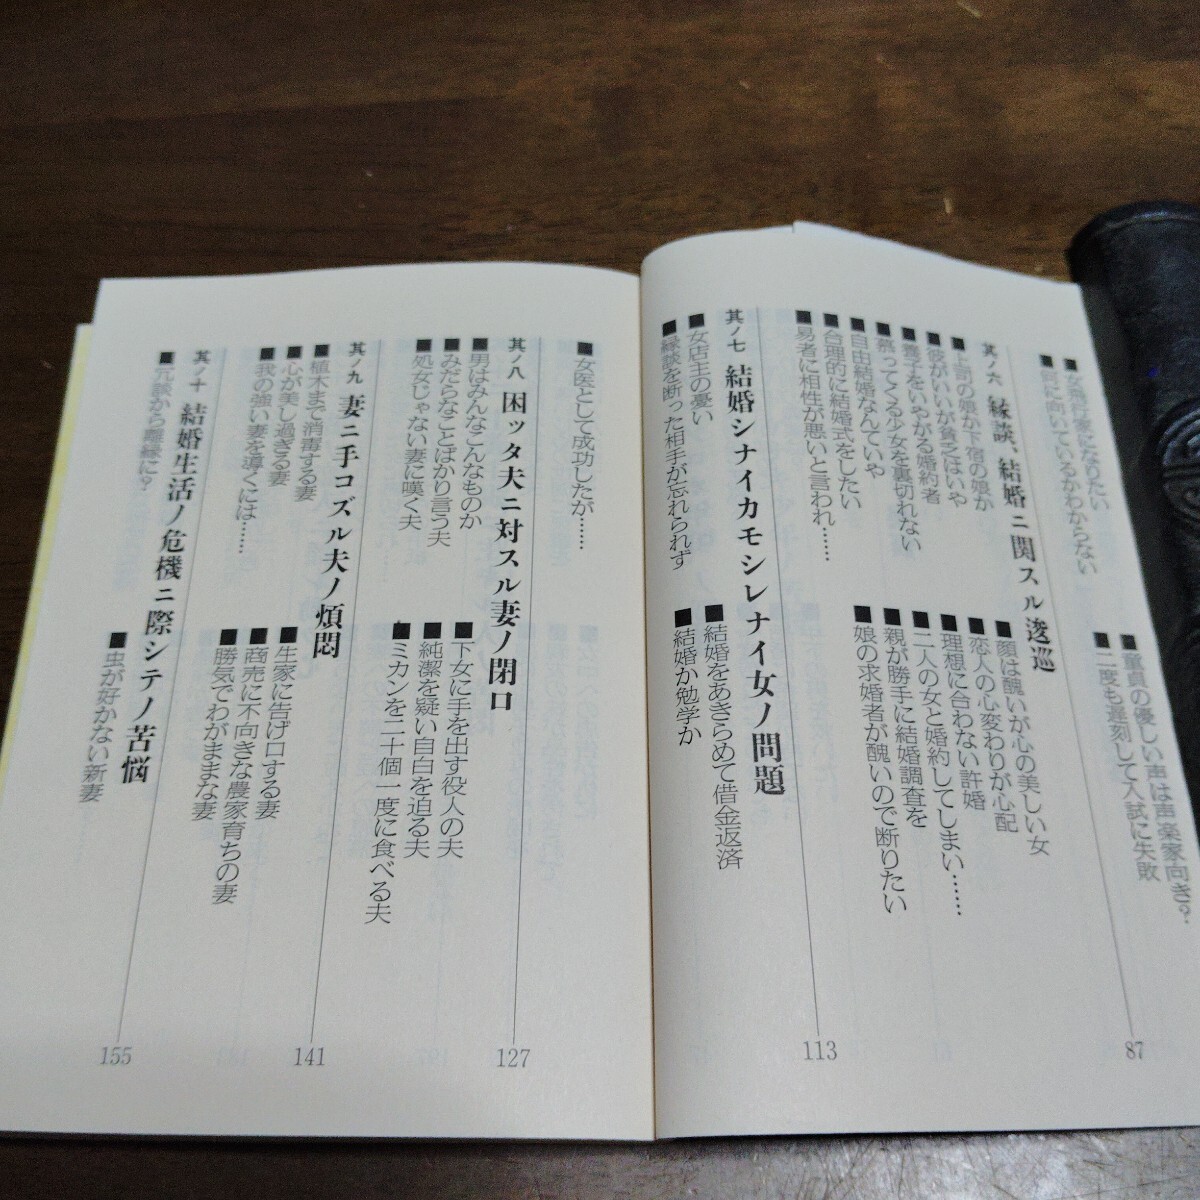 ■女飛行家になりたい
■何に向いているかわからない
■童貞の優しい声は声楽家向き？
■二度も遅刻して入試に失敗
其ノ六 縁談、結婚ニ関スル逡巡
87
■上司の娘か下宿の娘か
■彼がいいが貧乏はいや
■養子をいやがる婚約者
■慕ってくる少女を裏切れない
■自由結婚なんていや
■合理的に結婚式をしたい
■易者に相性が悪いと言われ……
■顔は醜いが心の美しい女
■恋人の心変わりが心配
■理想に合わない許婚
■二人の女と婚約してしまい……
■親が勝手に結婚調査を
■娘の求婚者が醜いので断りたい
其ノ七 結婚シナイカモシレナイ女ノ問題
113
■女店主の憂い
■縁談を断った相手が忘れられず
■結婚をあきらめて借金返済
■結婚か勉学か
■女医として成功したが……
其ノ八 困ッタ夫ニ対スル妻ノ閉口
127
■男はみんなこんなものか
■みだらなことばかり言う夫
■処女じゃない妻に嘆く夫
■下女に手を出す役人の夫
■純潔を疑い自白を迫る夫
■ミカンを二十個一度に食べる夫
其ノ九 妻ニ手コズル夫ノ煩悶
141
■植木まで消毒する妻
■心が美し過ぎる妻
■我の強い妻を導くには……
■生家に告げ口する妻
■商売に不向きな農家育ちの妻
■勝気でわがままな妻
其ノ十 結婚生活ノ危機ニ際シテノ苦悩
155
■冗談から離縁に？
■虫が好かない新妻